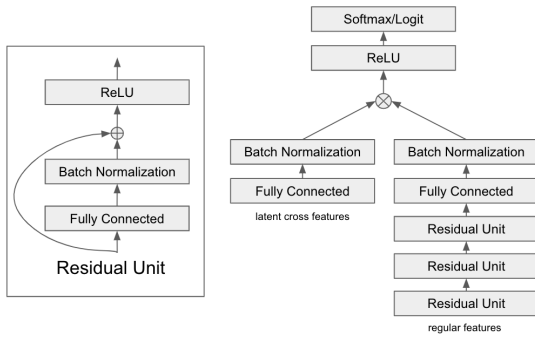 ReLU
Batch Normalization
Fully Connected
Residual Unit
Softmax/Logit
ReLU
Batch Normalization
Fully Connected
latent cross features
Batch Normalization
Fully Connected
Residual Unit
Residual Unit
Residual Unit
regular features